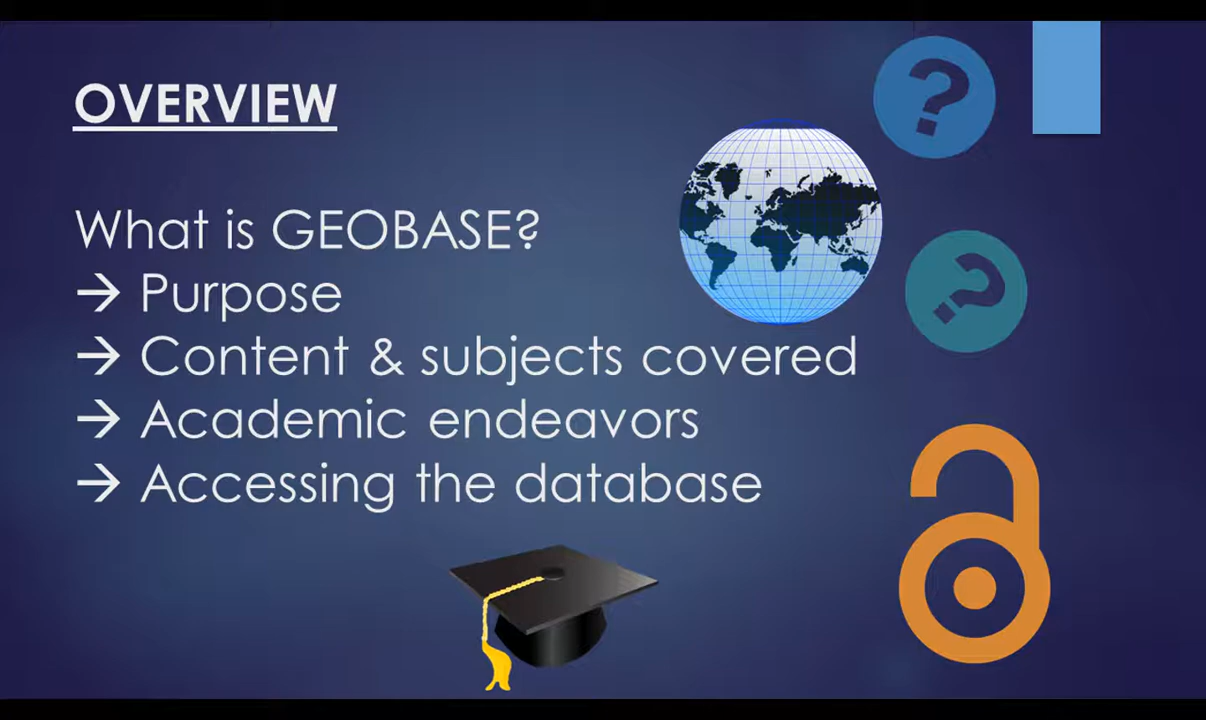 OVERVIEW
What is GEOBASE?
→ Purpose
→ Content & subjects covered
→ Academic endeavors
→ Accessing the database
?
?